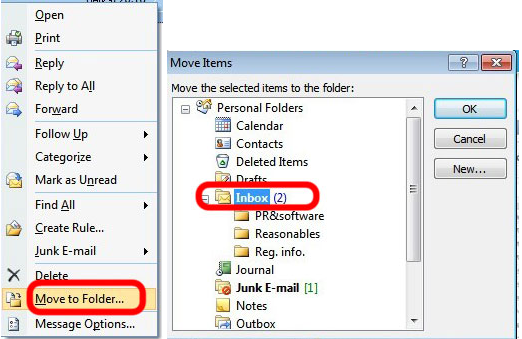 Open
Print
Reply
Reply to All
Forward
Follow Up
Categorize
Mark as Unread
Find All
Create Rule...
Junk E-mail
Delete
Move to Folder...
Message Options...
Move Items
Move the selected items to the folder:
Personal Folders
Calendar
Contacts
Deleted Items
Drafts
Inbox (2)
PR&software
Reasonables
Reg. info.
Journal
Junk E-mail [1]
Notes
Outbox
OK
Cancel
New...